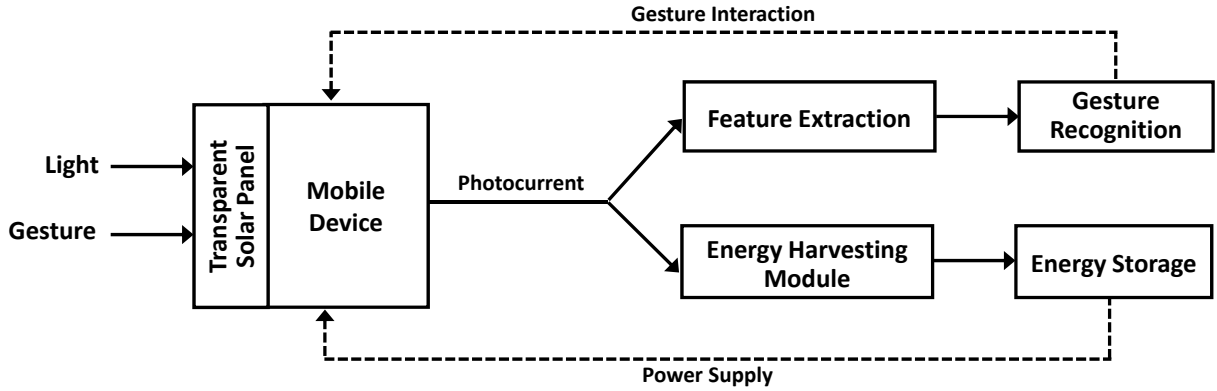 Gesture Interaction
Light
Gesture
Transparent
Solar Panel
Mobile
Device
Photocurrent
Feature Extraction
Gesture
Recognition
Energy Harvesting
Module
Energy Storage
Power Supply